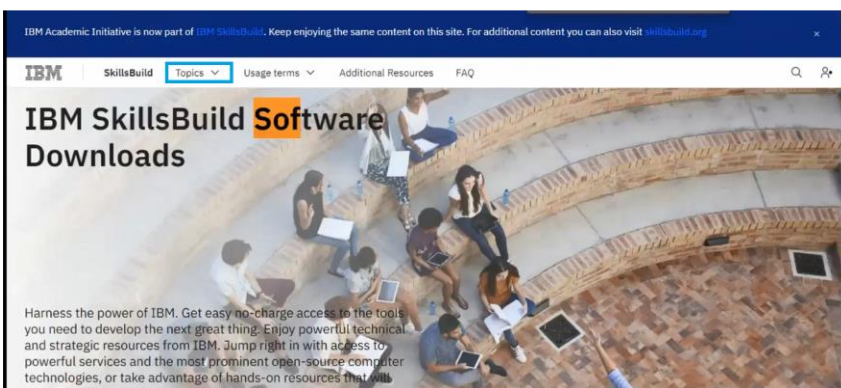 IBM Academic Initiative is now part of IBM SkillsBuild. Keep enjoying the same content on this site. For additional content you can also visit skillsbuild.org
IBM SkillsBuild Topics Usage terms Additional Resources FAQ
IBM SkillsBuild Software
Downloads
Harness the power of IBM. Get easy no-charge access to the tools
you need to develop the next great thing. Enjoy powerful technical
and strategic resources from IBM. Jump right in with access to
powerful services and the most prominent open-source computer
technologies, or take advantage of hands-on resources that will